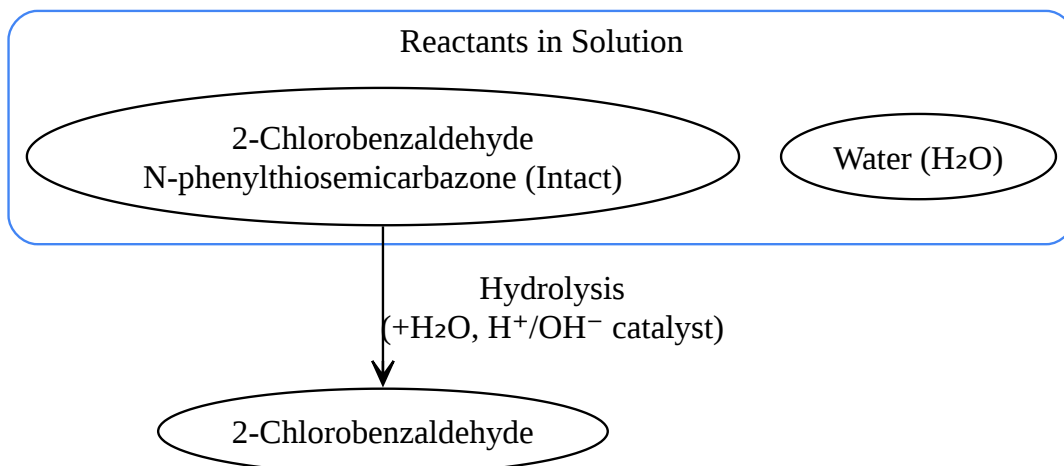 Reactants in Solution
2-Chlorobenzaldehyde
N-phenylthiosemicarbazone (Intact)
Water (H₂O)
Hydrolysis
(+H₂O, H⁺/OH⁻ catalyst)
2-Chlorobenzaldehyde